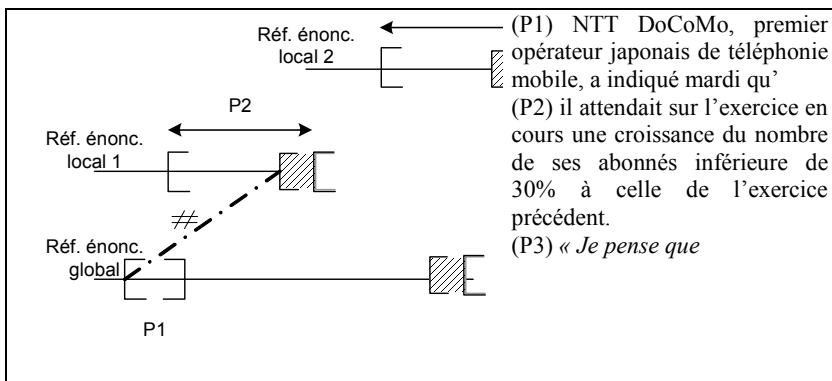 Réf. énonc.
local 2
P2
Réf. énonc.
local 1
Réf. énonc.
global
P1
(P1) NTT DoCoMo, premier
opérateur japonais de téléphonie
mobile, a indiqué mardi qu’
(P2) il attendait sur l’exercice en
cours une croissance du nombre
de ses abonnés inférieure de
30% à celle de l’exercice
précédent.
(P3) « Je pense que